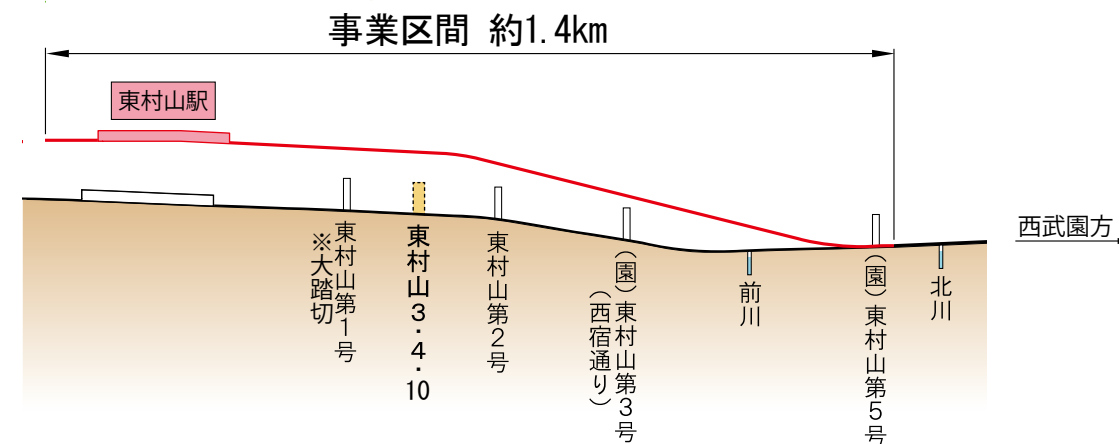 事業区間 約1.4km
東村山駅
西武園方
東村山第1号
※大踏切
東村山3・4・10
東村山第2号
(園)東村山第3号
(西宿通り)
前川
(園)東村山第5号
北川